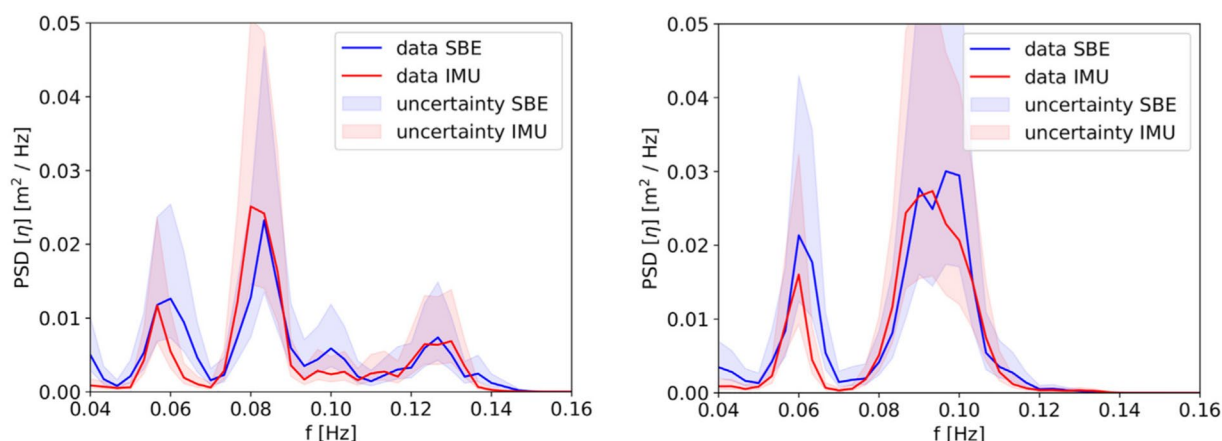 0.05
0.04
0.03
0.02
0.01
0.00
PSD [η] [m² / Hz]
data SBE
data IMU
uncertainty SBE
uncertainty IMU
0.04 0.06 0.08 0.10 0.12 0.14 0.16
f [Hz]
0.05
0.04
0.03
0.02
0.01
0.00
PSD [η] [m² / Hz]
data SBE
data IMU
uncertainty SBE
uncertainty IMU
0.04 0.06 0.08 0.10 0.12 0.14 0.16
f [Hz]